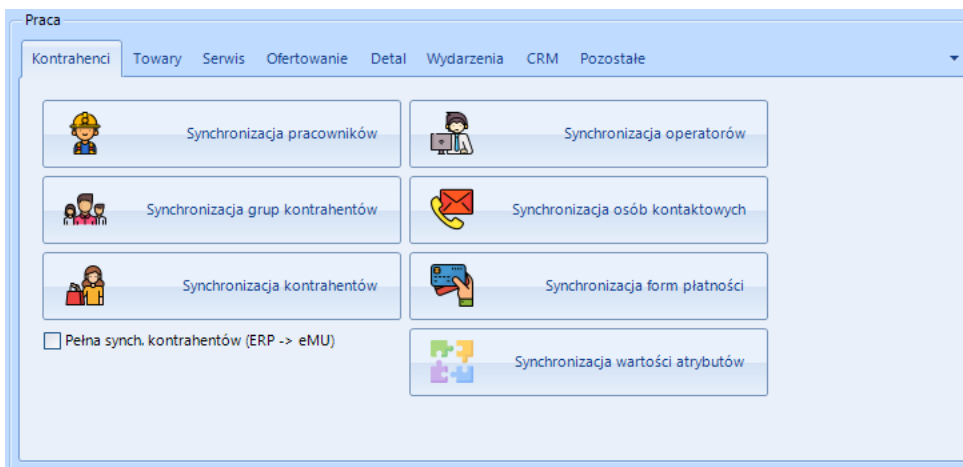 Praca
Kontrahenci Towary Serwis Ofertowanie Detal Wydarzenia CRM Pozostałe
Synchronizacja pracowników
Synchronizacja operatorów
Synchronizacja grup kontrahentów
Synchronizacja osób kontaktowych
Synchronizacja kontrahentów
Synchronizacja form płatności
Pełna synch. kontrahentów (ERP -> eMU)
Synchronizacja wartości atrybutów